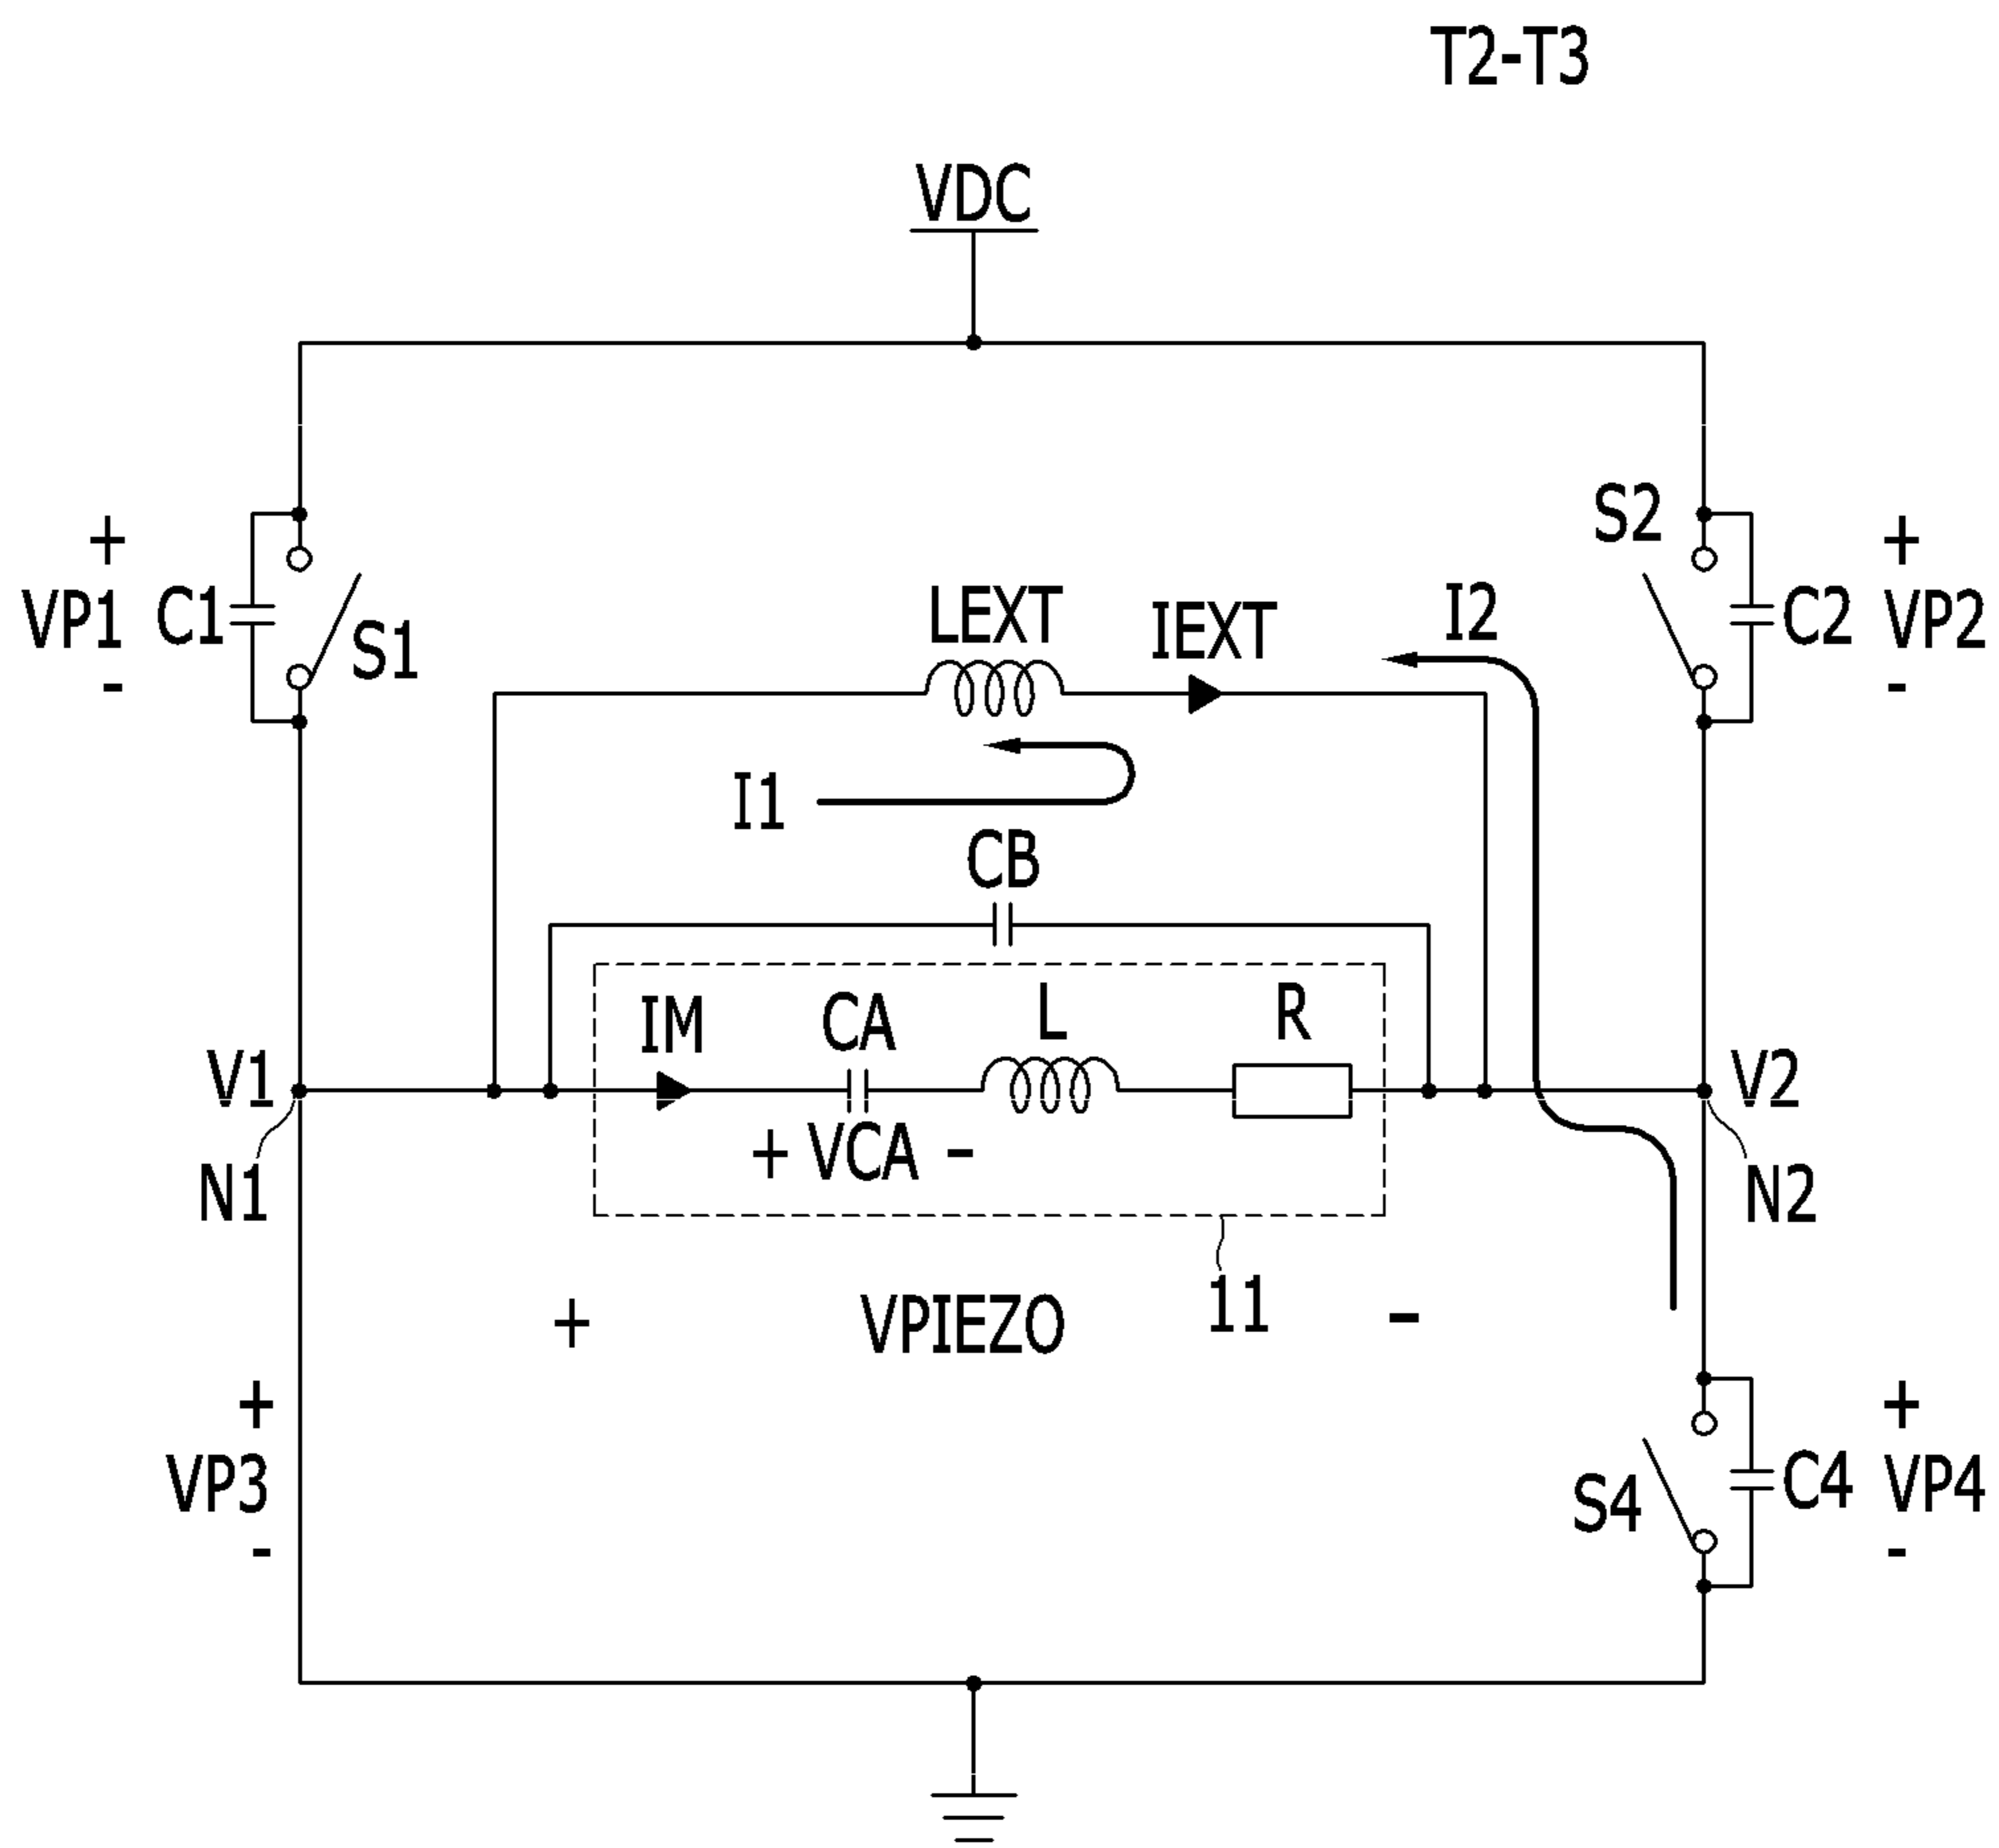 T2-T3
VDC
+
VP1
-
C1
S1
S2
C2
+
VP2
-
LEXT
IEXT
I2
I1
CB
IM
CA
L
R
V1
V2
+ VCA -
N1
N2
11
+ VPIEZO -
+
VP3
-
S4
C4
+
VP4
-